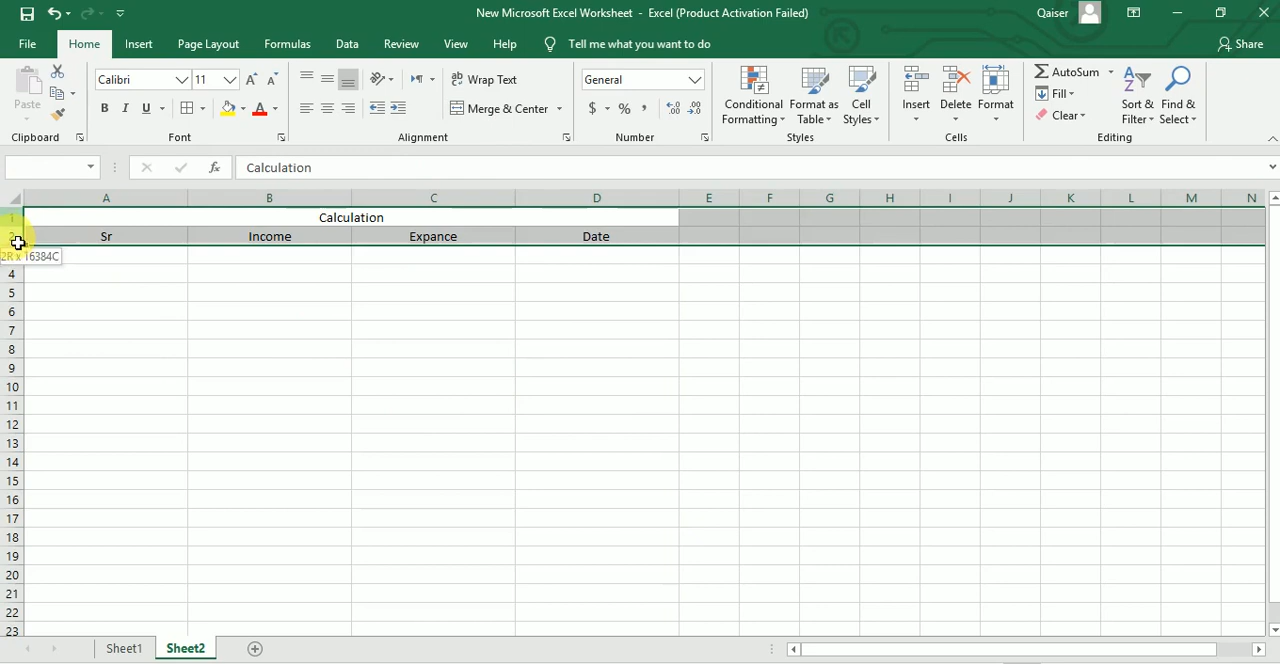 New Microsoft Excel Worksheet - Excel (Product Activation Failed)
Qaiser
File Home Insert Page Layout Formulas Data Review View Help Tell me what you want to do Share
Paste
Calibri 11
B I U A
Wrap Text
Merge & Center
General
$ % ,
Conditional Formatting
Format as Table
Cell Styles
Insert Delete Format
AutoSum
Fill
Clear
Sort & Filter
Find & Select
Clipboard Font Alignment Number Styles Cells Editing
fx Calculation
A B C D E F G H I J K L M N
1 Calculation
2 Sr Income Expance Date
2R x 16384C
4
5
6
7
8
9
10
11
12
13
14
15
16
17
18
19
20
21
22
23
Sheet1 Sheet2